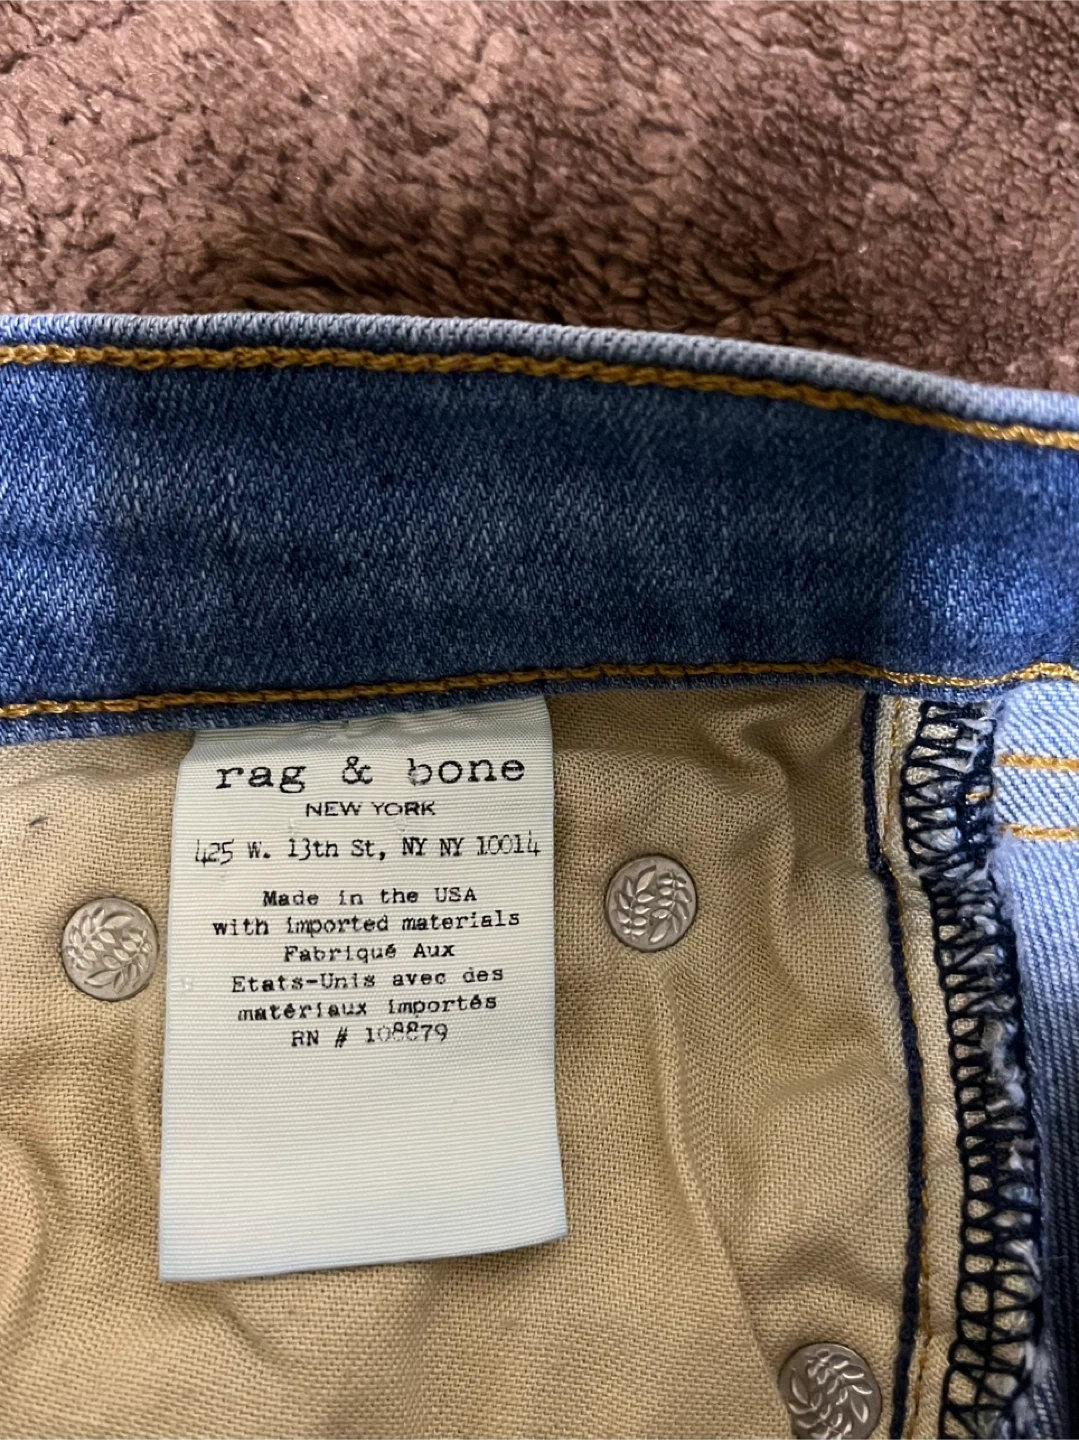 rag & bone
NEW YORK
425 W. 13th St, NY NY 10014
Made in the USA
with imported materials
Fabriqué Aux
Etats-Unis avec des
matériaux importés
RN # 108879